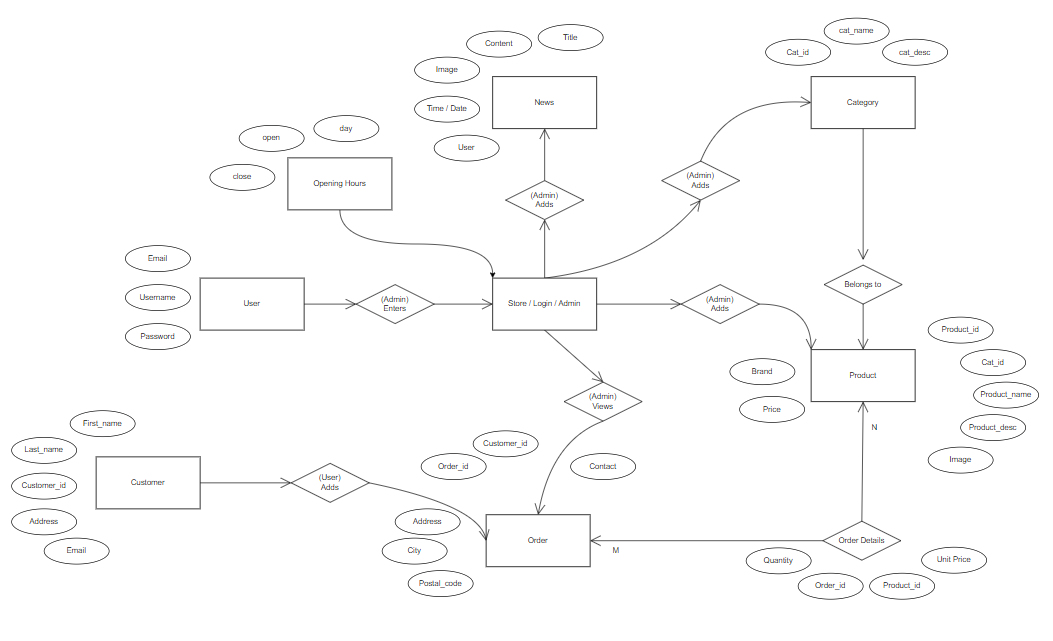 cat_name
Title
Content
Cat_id
cat_desc
Image
News
Category
Time / Date
day
open
User
(Admin)
Adds
close
Opening Hours
(Admin)
Adds
Email
Belongs to
Username
User
(Admin)
Enters
Store / Login / Admin
(Admin)
Adds
Password
Product_id
Cat_id
Brand
Product
Product_name
(Admin)
Views
Price
First_name
Product_desc
N
Customer_id
Last_name
Order_id
Contact
Image
Customer
(User)
Adds
Customer_id
Address
Address
Order
Order Details
Email
City
M
Quantity
Unit Price
Postal_code
Order_id
Product_id